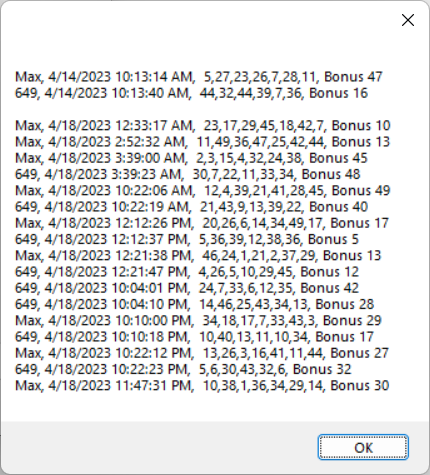 Max, 4/14/2023 10:13:14 AM,  5,27,23,26,7,28,11, Bonus 47
649, 4/14/2023 10:13:40 AM,  44,32,44,39,7,36, Bonus 16
Max, 4/18/2023 12:33:17 AM,  23,17,29,45,18,42,7, Bonus 10
Max, 4/18/2023 2:52:32 AM,  11,49,36,47,25,42,44, Bonus 13
Max, 4/18/2023 3:39:00 AM,  2,3,15,4,32,24,38, Bonus 45
649, 4/18/2023 3:39:23 AM,  30,7,22,11,33,34, Bonus 48
Max, 4/18/2023 10:22:06 AM,  12,4,39,21,41,28,45, Bonus 49
649, 4/18/2023 10:22:19 AM,  21,43,9,13,39,22, Bonus 40
Max, 4/18/2023 12:12:26 PM,  20,26,6,14,34,49,17, Bonus 17
649, 4/18/2023 12:12:37 PM,  5,36,39,12,38,36, Bonus 5
Max, 4/18/2023 12:21:38 PM,  46,24,1,21,2,37,29, Bonus 13
649, 4/18/2023 12:21:47 PM,  4,26,5,10,29,45, Bonus 12
Max, 4/18/2023 10:04:01 PM,  24,7,33,6,12,35, Bonus 42
649, 4/18/2023 10:04:10 PM,  14,46,25,43,34,13, Bonus 28
Max, 4/18/2023 10:10:00 PM,  34,18,17,7,33,43,3, Bonus 29
649, 4/18/2023 10:10:18 PM,  10,40,13,11,10,34, Bonus 17
Max, 4/18/2023 10:22:12 PM,  13,26,3,16,41,11,44, Bonus 27
649, 4/18/2023 10:22:23 PM,  5,6,30,43,32,6, Bonus 32
Max, 4/18/2023 11:47:31 PM,  10,38,1,36,34,29,14, Bonus 30
OK